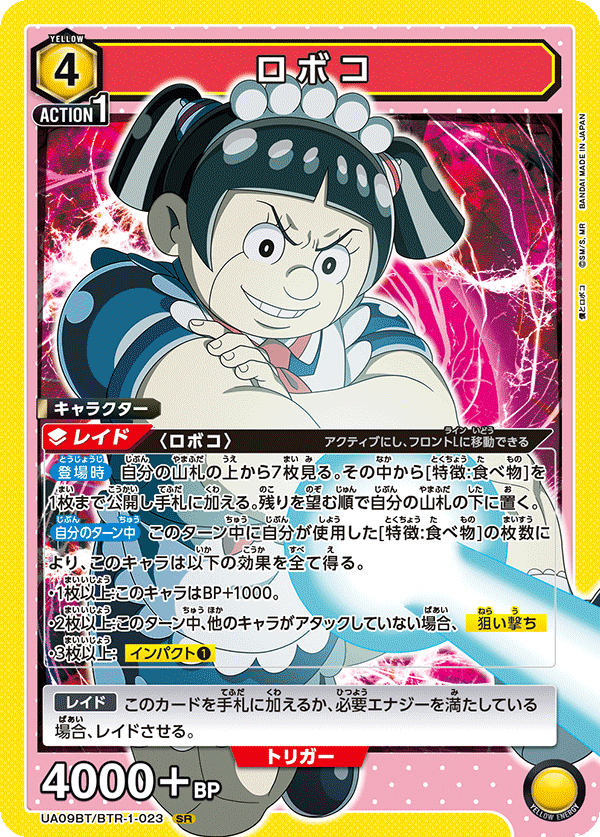 YELLOW
4
ACTION 1
ロボコ
BANDAI MADE IN JAPAN
©SM/S, MR
僕とロボコ
キャラクター
レイド 〈ロボコ〉 アクティブにし、フロントLに移動できる
登場時 自分の山札の上から7枚見る。その中から[特徴:食べ物]を
1枚まで公開し手札に加える。残りを望む順で自分の山札の下に置く。
自分のターン中 このターン中に自分が使用した[特徴:食べ物]の枚数に
より、このキャラは以下の効果を全て得る。
・1枚以上:このキャラはBP+1000。
・2枚以上:このターン中、他のキャラがアタックしていない場合、 狙い撃ち
・3枚以上: インパクト❶
レイド このカードを手札に加えるか、必要エナジーを満たしている
場合、レイドさせる。
トリガー
4000+BP
UA09BT/BTR-1-023 SR
YELLOW ENERGY